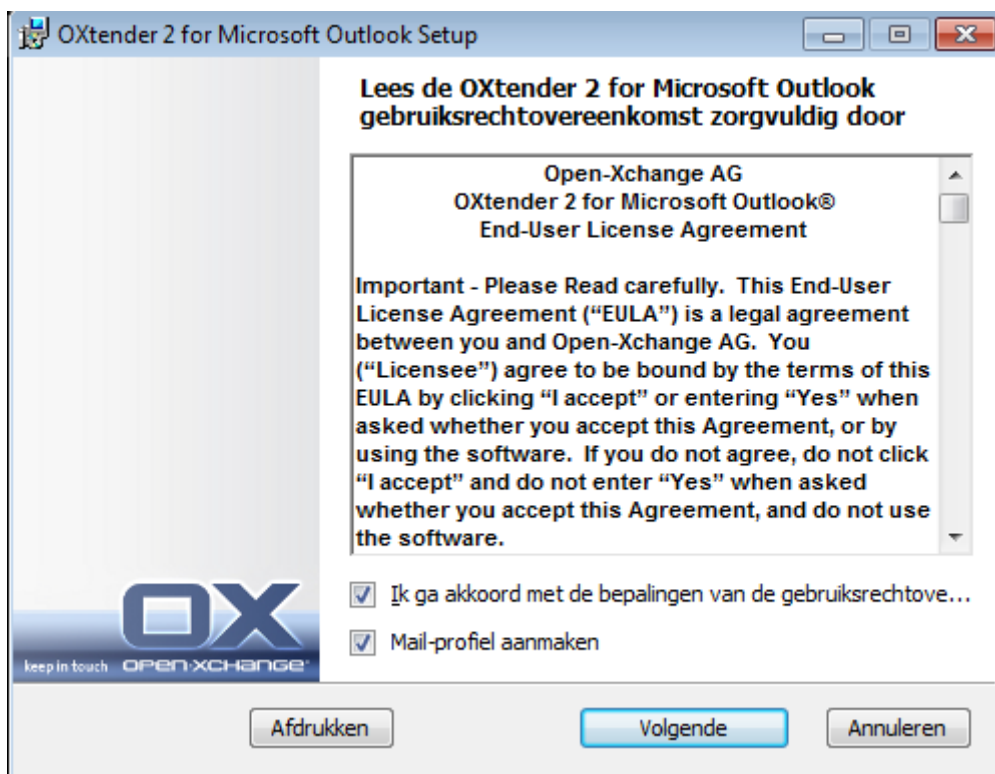 OXtender 2 for Microsoft Outlook Setup
Lees de OXtender 2 for Microsoft Outlook
gebruiksrechtovereenkomst zorgvuldig door
Open-Xchange AG
OXtender 2 for Microsoft Outlook®
End-User License Agreement
Important - Please Read carefully.  This End-User
License Agreement (“EULA”) is a legal agreement
between you and Open-Xchange AG.  You
(“Licensee”) agree to be bound by the terms of this
EULA by clicking “I accept” or entering “Yes” when
asked whether you accept this Agreement, or by
using the software.  If you do not agree, do not click
“I accept” and do not enter “Yes” when asked
whether you accept this Agreement, and do not use
the software.
Ik ga akkoord met de bepalingen van de gebruiksrechtove...
Mail-profiel aanmaken
OX
keep in touch OPEN-XCHANGE
Afdrukken
Volgende
Annuleren